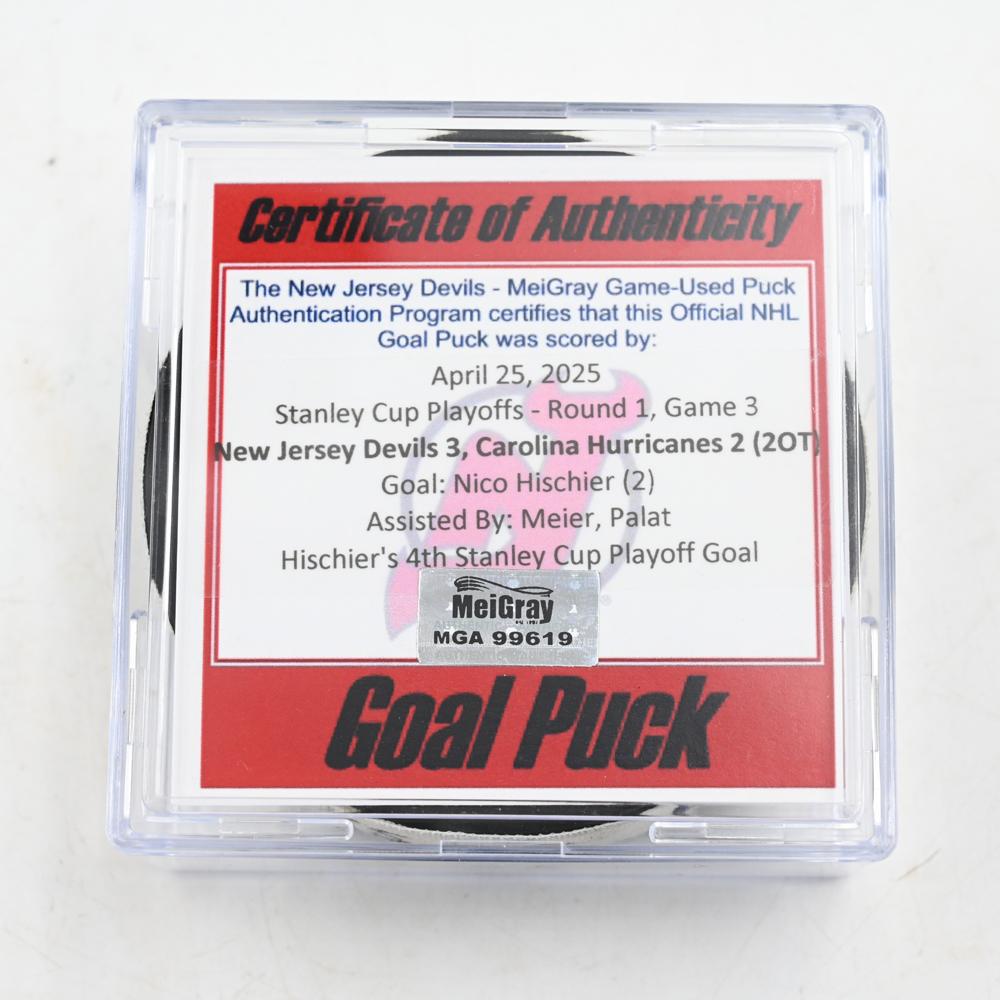 Certificate of Authenticity
The New Jersey Devils - MeiGray Game-Used Puck
Authentication Program certifies that this Official NHL
Goal Puck was scored by:
April 25, 2025
Stanley Cup Playoffs - Round 1, Game 3
New Jersey Devils 3, Carolina Hurricanes 2 (2OT)
Goal: Nico Hischier (2)
Assisted By: Meier, Palat
Hischier's 4th Stanley Cup Playoff Goal
MeiGray
MGA 99619
Goal Puck